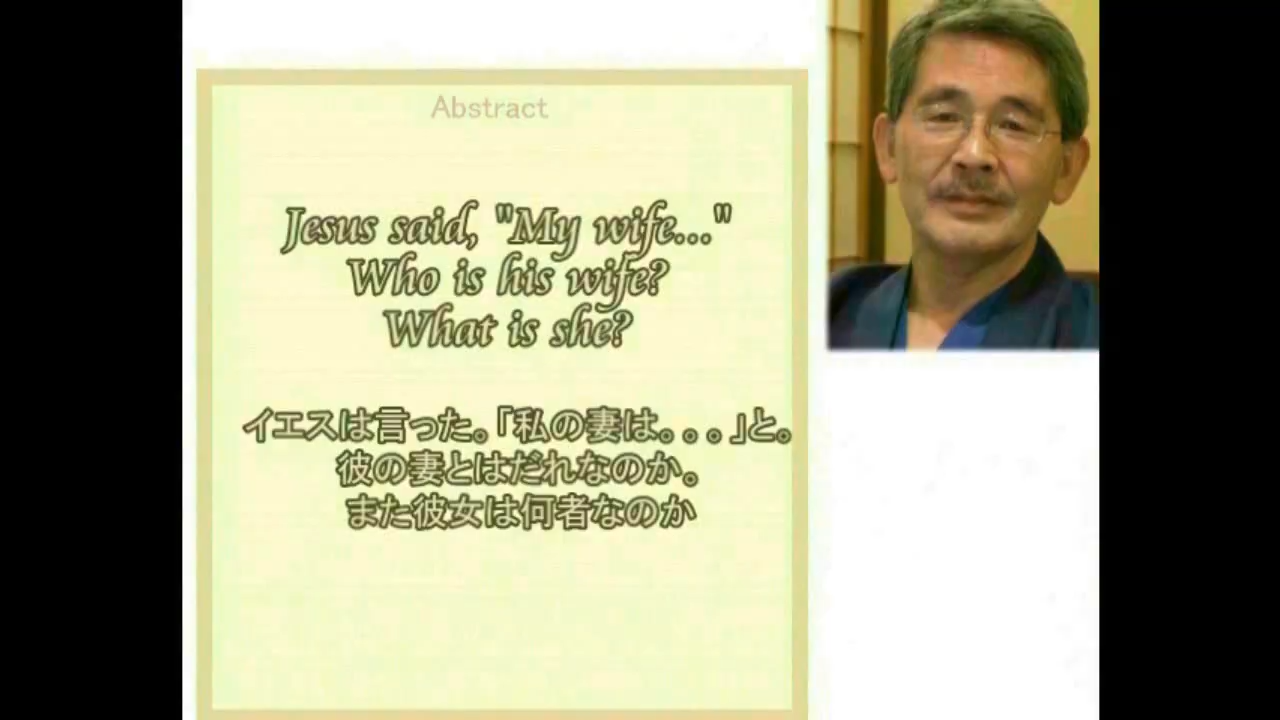 Abstract
Jesus said, "My wife..."
Who is his wife?
What is she?
イエスは言った。「私の妻は。。。」と。
彼の妻とはだれなのか。
また彼女は何者なのか